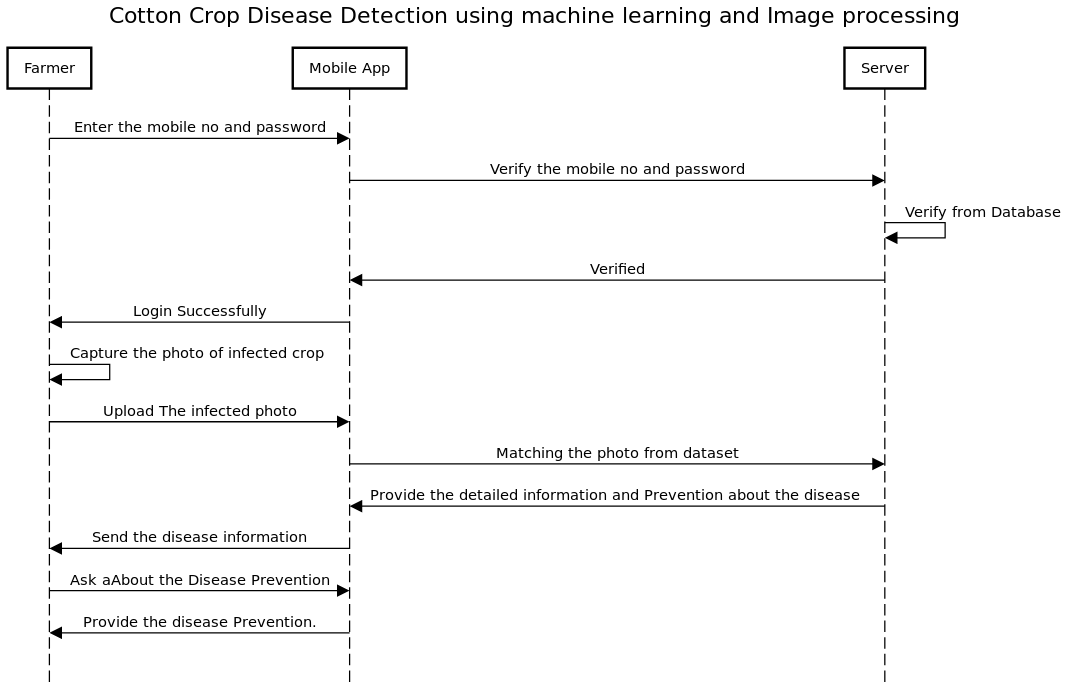 Cotton Crop Disease Detection using machine learning and Image processing
Farmer
Mobile App
Server
Enter the mobile no and password
Verify the mobile no and password
Verify from Database
Verified
Login Successfully
Capture the photo of infected crop
Upload The infected photo
Matching the photo from dataset
Provide the detailed information and Prevention about the disease
Send the disease information
Ask aAbout the Disease Prevention
Provide the disease Prevention.